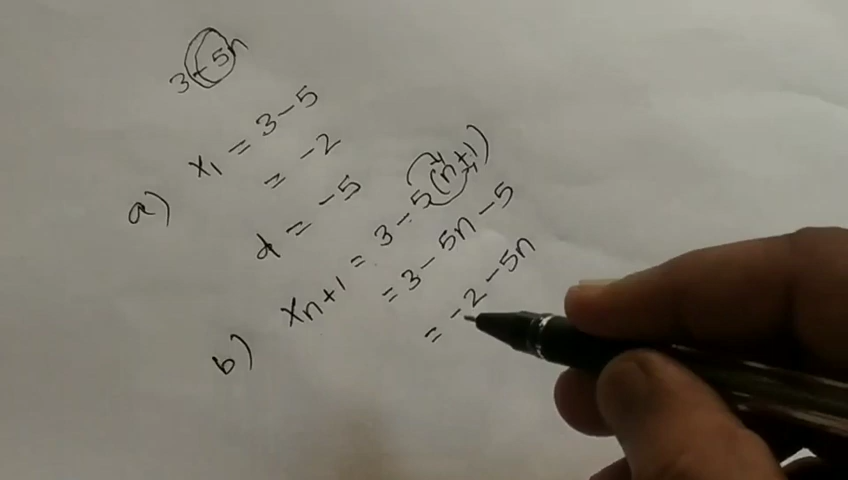 3-5n
a) x1 = 3-5
= -2
d = -5
b) xn+1 = 3-5(n+1)
= 3-5n-5
= -2-5n